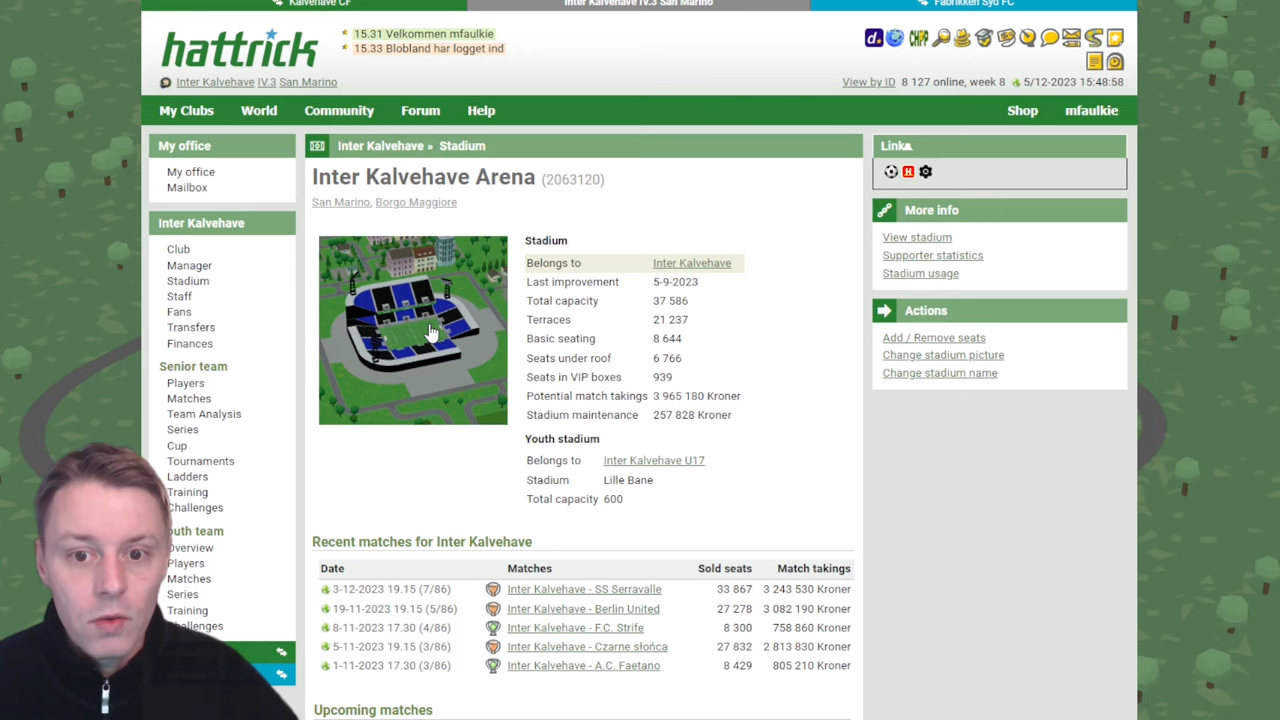 Kalvehave CF
Inter Kalvehave IV.3 San Marino
Fabrikken Syd FC
hattrick
15.31 Velkommen mfaulkie
15.33 Blobland har logget ind
CHPP
Inter Kalvehave IV.3 San Marino
View by ID 8 127 online, week 8 5/12-2023 15:48:58
My Clubs World Community Forum Help Shop mfaulkie
My office
My office
Mailbox
Inter Kalvehave
Club
Manager
Stadium
Staff
Fans
Transfers
Finances
Senior team
Players
Matches
Team Analysis
Series
Cup
Tournaments
Ladders
Training
Challenges
outh team
Overview
Players
Matches
Series
Training
hallenges
Inter Kalvehave » Stadium
Inter Kalvehave Arena (2063120)
San Marino, Borgo Maggiore
Stadium
Belongs to Inter Kalvehave
Last improvement 5-9-2023
Total capacity 37 586
Terraces 21 237
Basic seating 8 644
Seats under roof 6 766
Seats in VIP boxes 939
Potential match takings 3 965 180 Kroner
Stadium maintenance 257 828 Kroner
Youth stadium
Belongs to Inter Kalvehave U17
Stadium Lille Bane
Total capacity 600
Recent matches for Inter Kalvehave
Date Matches Sold seats Match takings
3-12-2023 19.15 (7/86) Inter Kalvehave - SS Serravalle 33 867 3 243 530 Kroner
19-11-2023 19.15 (5/86) Inter Kalvehave - Berlin United 27 278 3 082 190 Kroner
8-11-2023 17.30 (4/86) Inter Kalvehave - F.C. Strife 8 300 758 860 Kroner
5-11-2023 19.15 (3/86) Inter Kalvehave - Czarne słońca 27 832 2 813 830 Kroner
1-11-2023 17.30 (3/86) Inter Kalvehave - A.C. Faetano 8 429 805 210 Kroner
Upcoming matches
Links
More info
View stadium
Supporter statistics
Stadium usage
Actions
Add / Remove seats
Change stadium picture
Change stadium name